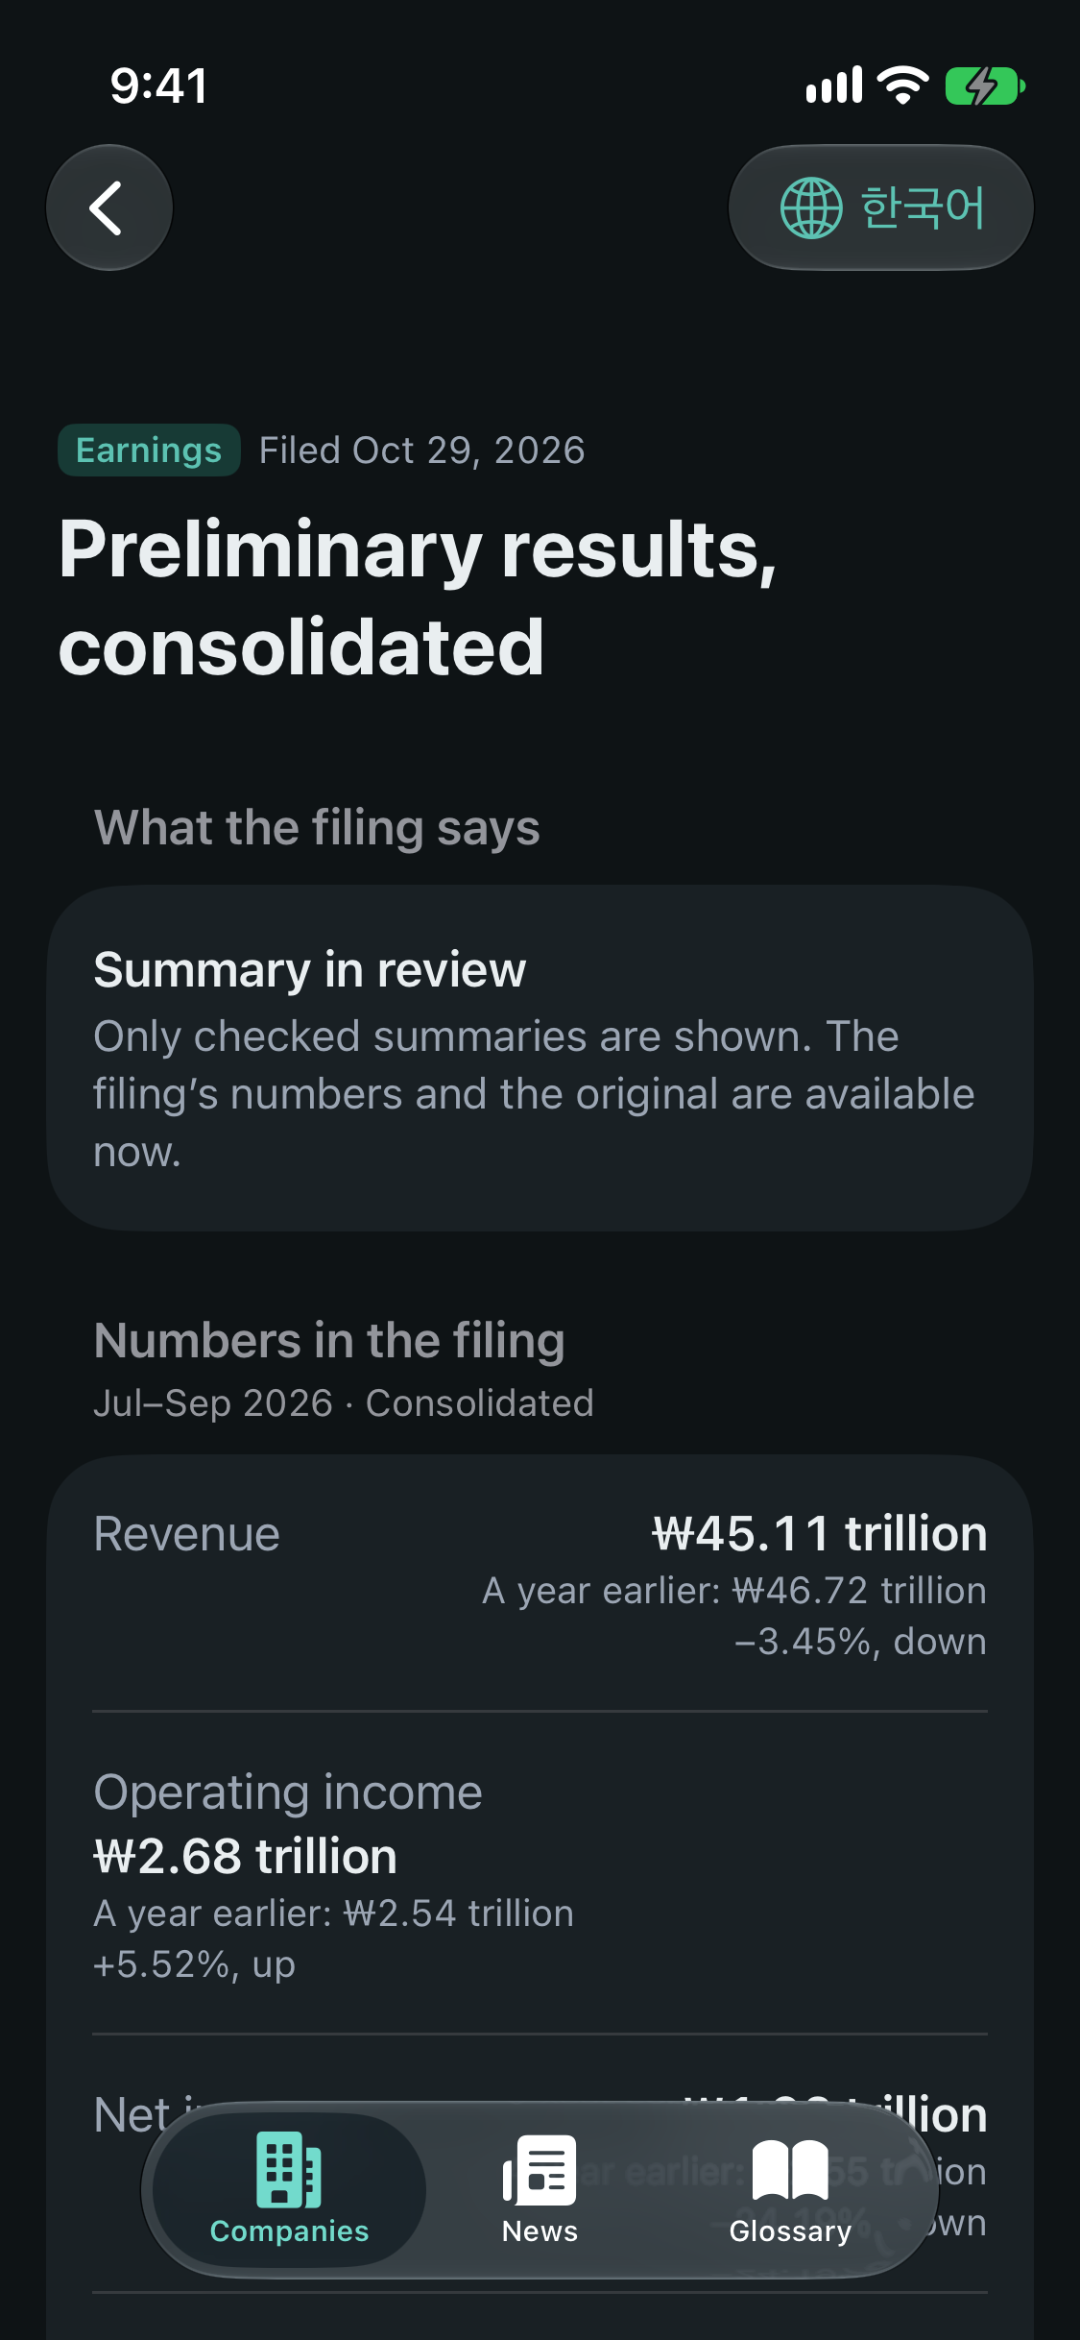 9:41
한국어
Earnings Filed Oct 29, 2026
Preliminary results,
consolidated
What the filing says
Summary in review
Only checked summaries are shown. The
filing’s numbers and the original are available
now.
Numbers in the filing
Jul–Sep 2026 · Consolidated
Revenue ₩45.11 trillion
A year earlier: ₩46.72 trillion
−3.45%, down
Operating income
₩2.68 trillion
A year earlier: ₩2.54 trillion
+5.52%, up
Net trillion
earlier:
Companies News Glossary